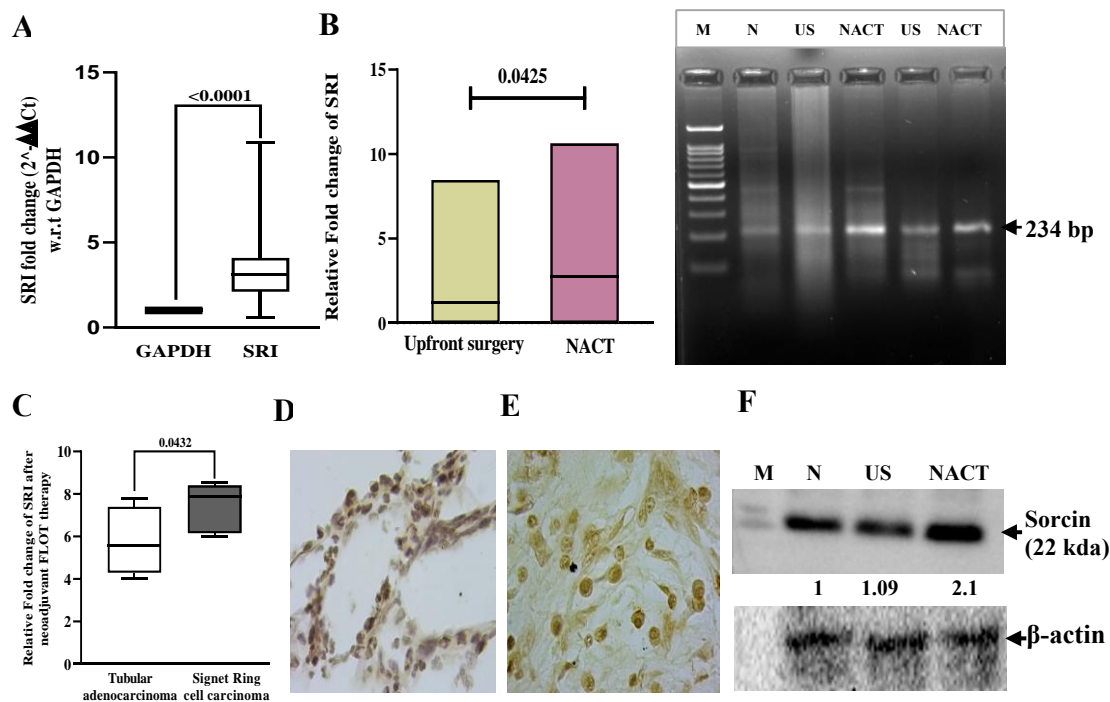 A
SRI fold change (2^-▲▲Ct)
w.r.t GAPDH
15
10
5
0
<0.0001
GAPDH SRI
B
Relative Fold change of SRI
15
10
5
0
0.0425
Upfront surgery NACT
M N US NACT US NACT
234 bp
C
Relative Fold change of SRI after
neoadjuvant FLOT therapy
10
8
6
4
2
0
0.0432
Tubular
adenocarcinoma
Signet Ring
cell carcinoma
D
E
F
M N US NACT
Sorcin
(22 kda)
1 1.09 2.1
β-actin